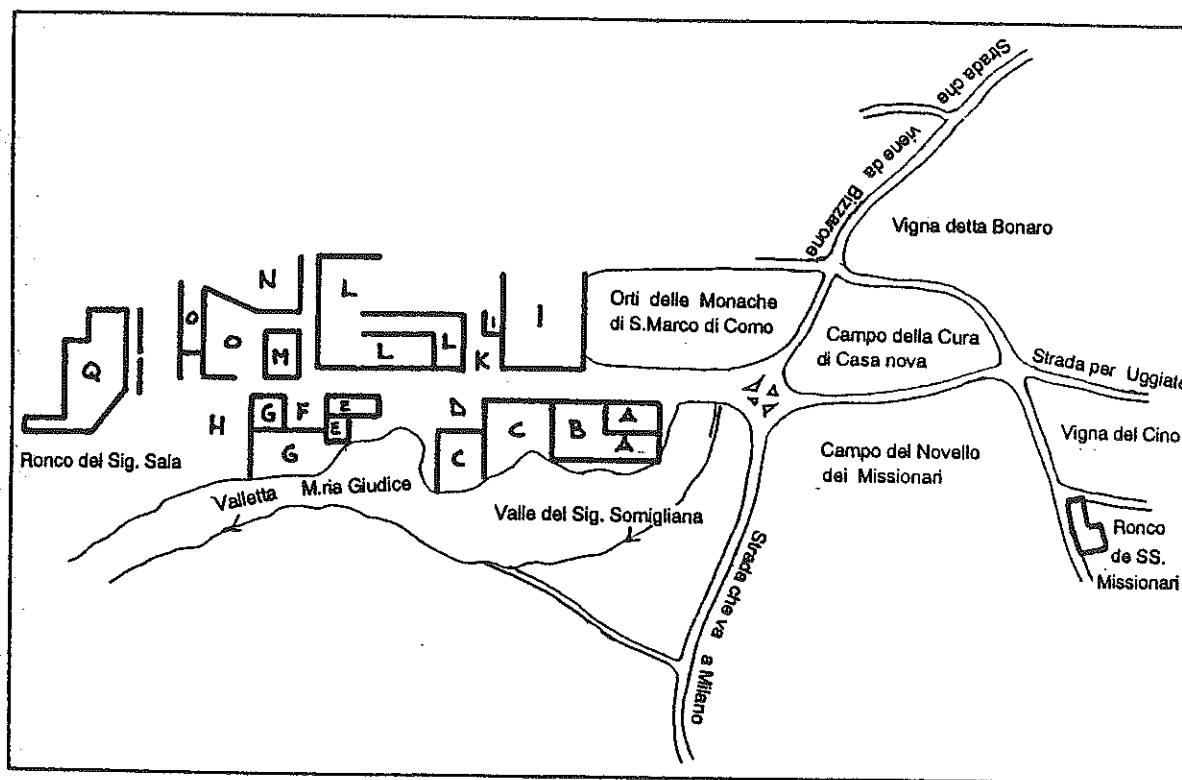 Strada che
viene da Bizzarone
Vigna detta Bonaro
N
L
O
O
M
L
L
I
I
K
Orti delle Monache
di S.Marco di Como
Campo della Cura
di Casa nova
Strada per Uggiate
Q
H
G
F
E
E
G
D
C
C
B
A
A
Vigna del Cino
Ronco del Sig. Sala
Campo del Novello
dei Missionari
Valletta M.ria Giudice
Valle del Sig. Somigliana
Ronco
de SS.
Missionari
Strada che va a Milano